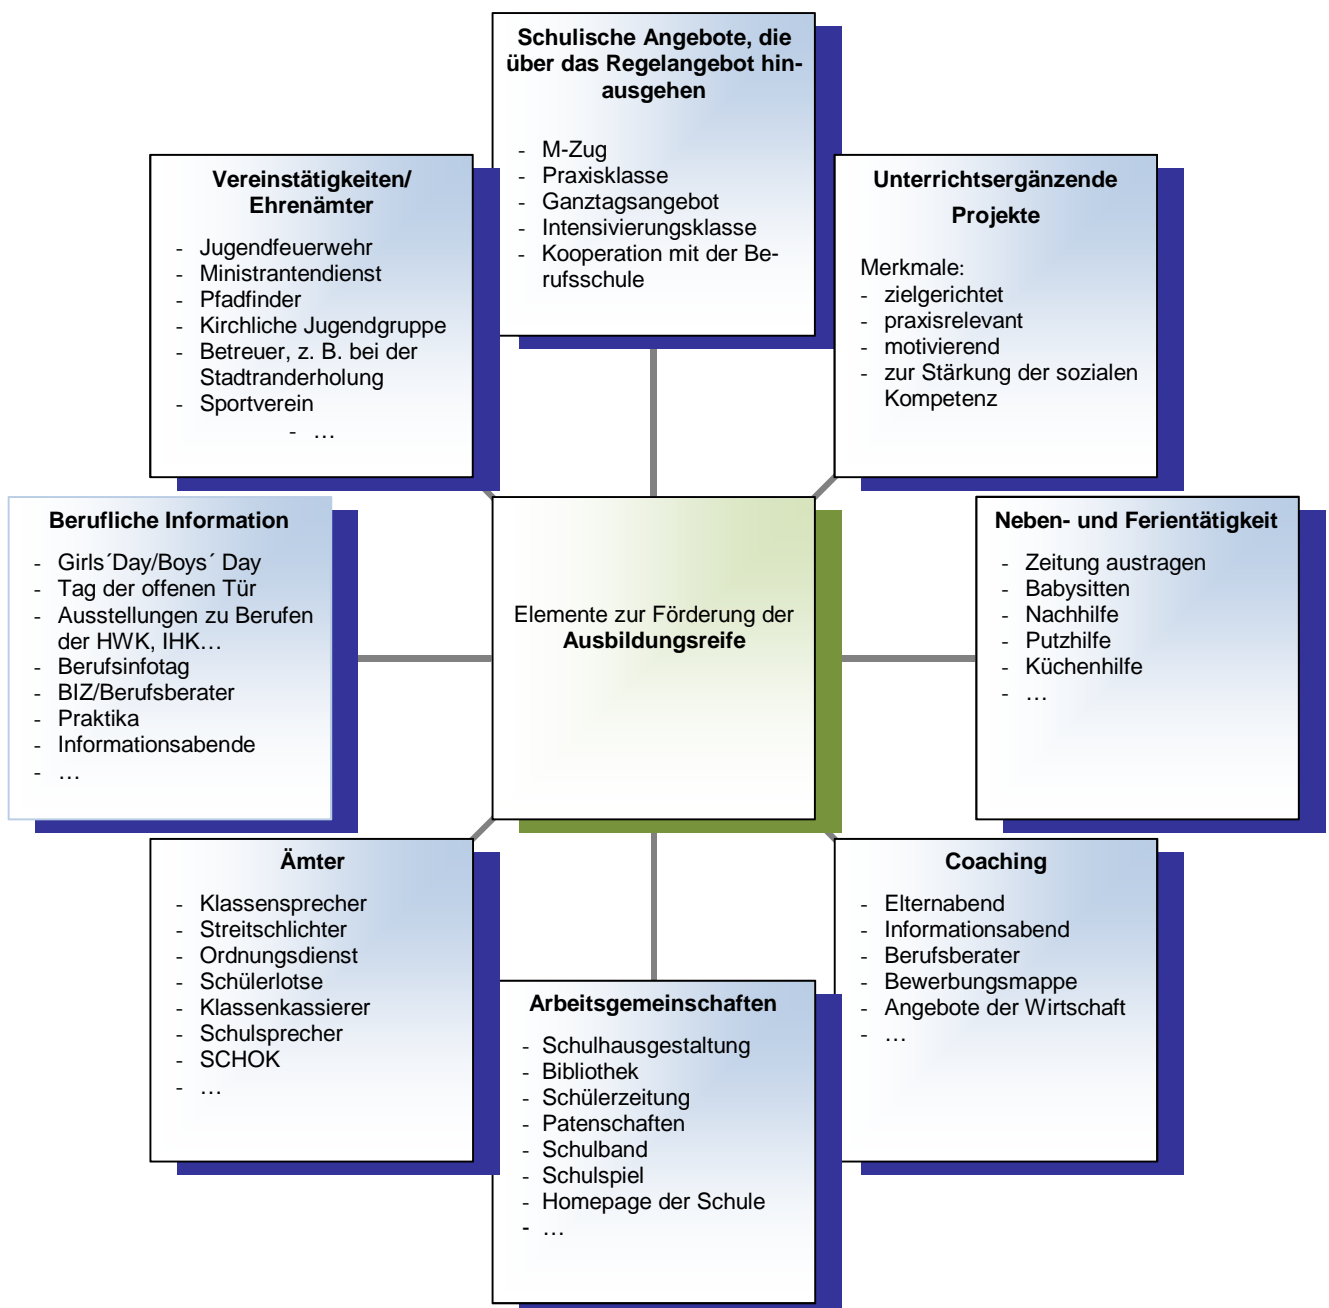 Schulische Angebote, die
über das Regelangebot hin-
ausgehen
- M-Zug
- Praxisklasse
- Ganztagsangebot
- Intensivierungsklasse
- Kooperation mit der Be-
rufsschule
Vereinstätigkeiten/
Ehrenämter
- Jugendfeuerwehr
- Ministrantendienst
- Pfadfinder
- Kirchliche Jugendgruppe
- Betreuer, z. B. bei der
Stadtranderholung
- Sportverein
- …
Unterrichtsergänzende
Projekte
Merkmale:
- zielgerichtet
- praxisrelevant
- motivierend
- zur Stärkung der sozialen
Kompetenz
Berufliche Information
- Girls´Day/Boys´ Day
- Tag der offenen Tür
- Ausstellungen zu Berufen
der HWK, IHK…
- Berufsinfotag
- BIZ/Berufsberater
- Praktika
- Informationsabende
- …
Elemente zur Förderung der
Ausbildungsreife
Neben- und Ferientätigkeit
- Zeitung austragen
- Babysitten
- Nachhilfe
- Putzhilfe
- Küchenhilfe
- …
Ämter
- Klassensprecher
- Streitschlichter
- Ordnungsdienst
- Schülerlotse
- Klassenkassierer
- Schulsprecher
- SCHOK
- …
Arbeitsgemeinschaften
- Schulhausgestaltung
- Bibliothek
- Schülerzeitung
- Patenschaften
- Schulband
- Schulspiel
- Homepage der Schule
- …
Coaching
- Elternabend
- Informationsabend
- Berufsberater
- Bewerbungsmappe
- Angebote der Wirtschaft
- …